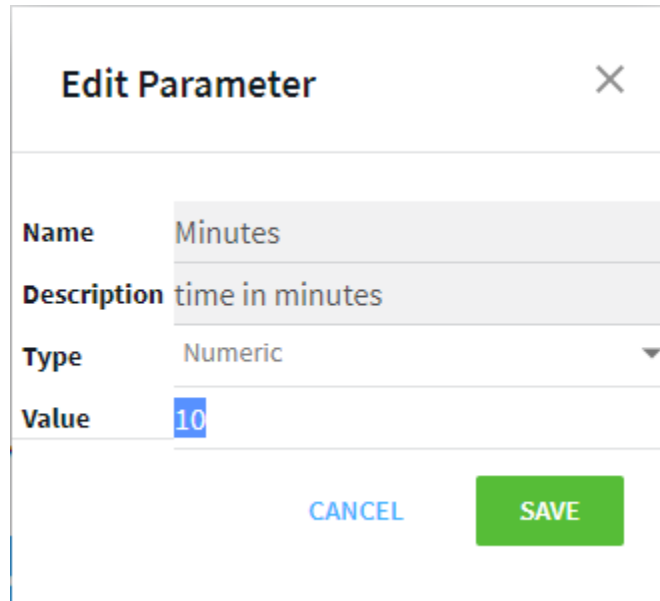 Edit Parameter
Name Minutes
Description time in minutes
Type Numeric
Value 10
CANCEL SAVE